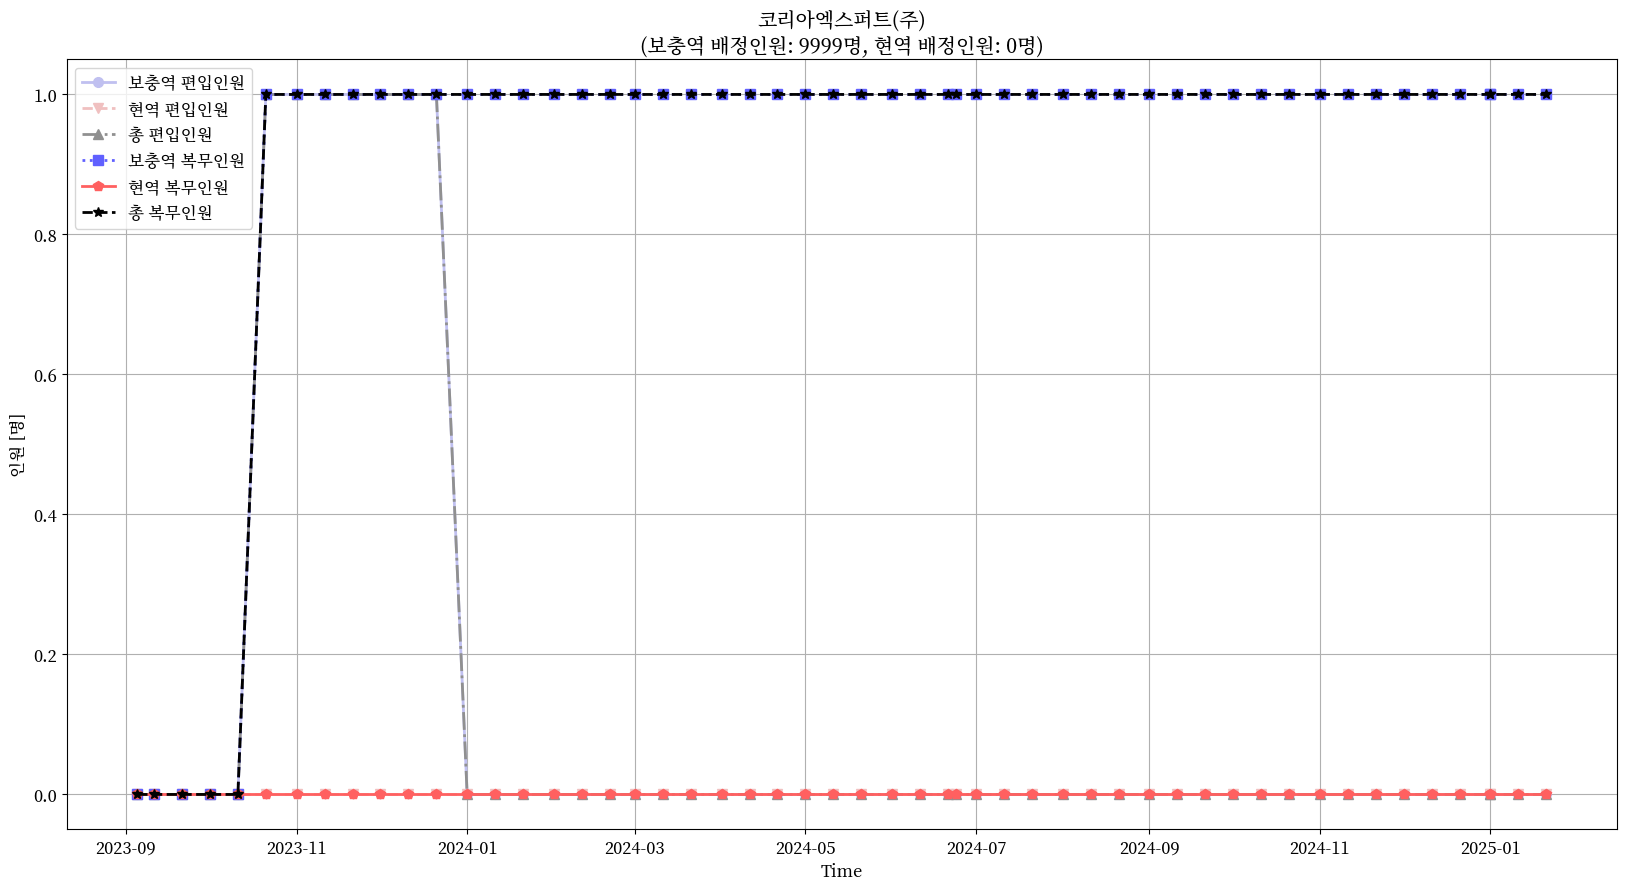 코리아엑스퍼트(주)
(보충역 배정인원: 9999명, 현역 배정인원: 0명)
보충역 편입인원
현역 편입인원
총 편입인원
보충역 복무인원
현역 복무인원
총 복무인원
1.0
0.8
0.6
0.4
0.2
0.0
인원 [명]
2023-09
2023-11
2024-01
2024-03
2024-05
2024-07
2024-09
2024-11
2025-01
Time